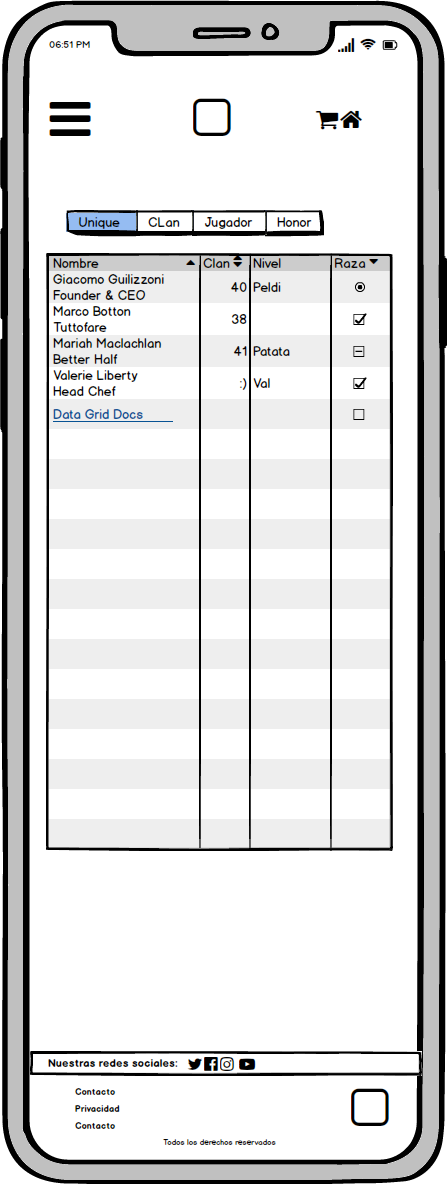 06:51 PM
Unique CLan Jugador Honor
Nombre Clan Nivel Raza
Giacomo Guilizzoni
Founder & CEO 40 Peldi
Marco Botton
Tuttofare 38
Mariah Maclachlan
Better Half 41 Patata
Valerie Liberty
Head Chef :) Val
Data Grid Docs
Nuestras redes sociales:
Contacto
Privacidad
Contacto
Todos los derechos reservados